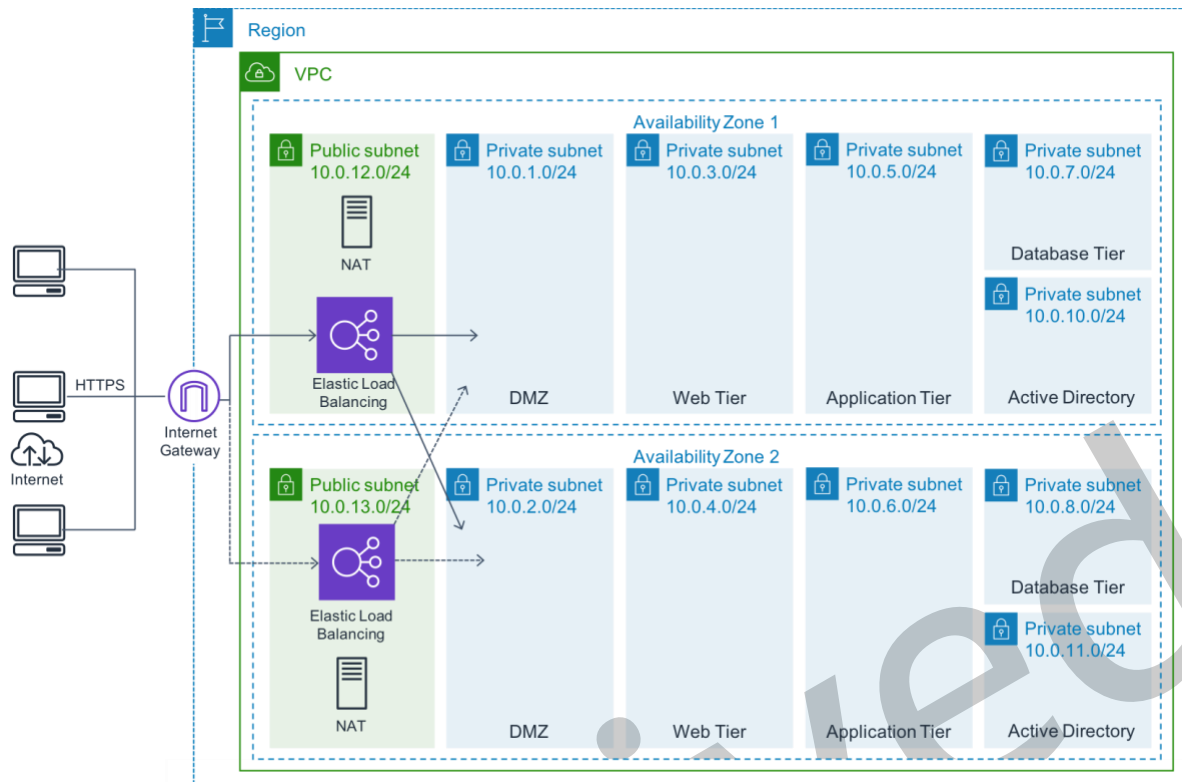 Region
VPC
Availability Zone 1
Public subnet
10.0.12.0/24
Private subnet
10.0.1.0/24
Private subnet
10.0.3.0/24
Private subnet
10.0.5.0/24
Private subnet
10.0.7.0/24
NAT
Database Tier
Private subnet
10.0.10.0/24
HTTPS
Elastic Load
Balancing
DMZ
Web Tier
Application Tier
Active Directory
Internet
Gateway
Internet
Availability Zone 2
Public subnet
10.0.13.0/24
Private subnet
10.0.2.0/24
Private subnet
10.0.4.0/24
Private subnet
10.0.6.0/24
Private subnet
10.0.8.0/24
Database Tier
Elastic Load
Balancing
Private subnet
10.0.11.0/24
NAT
DMZ
Web Tier
Application Tier
Active Directory